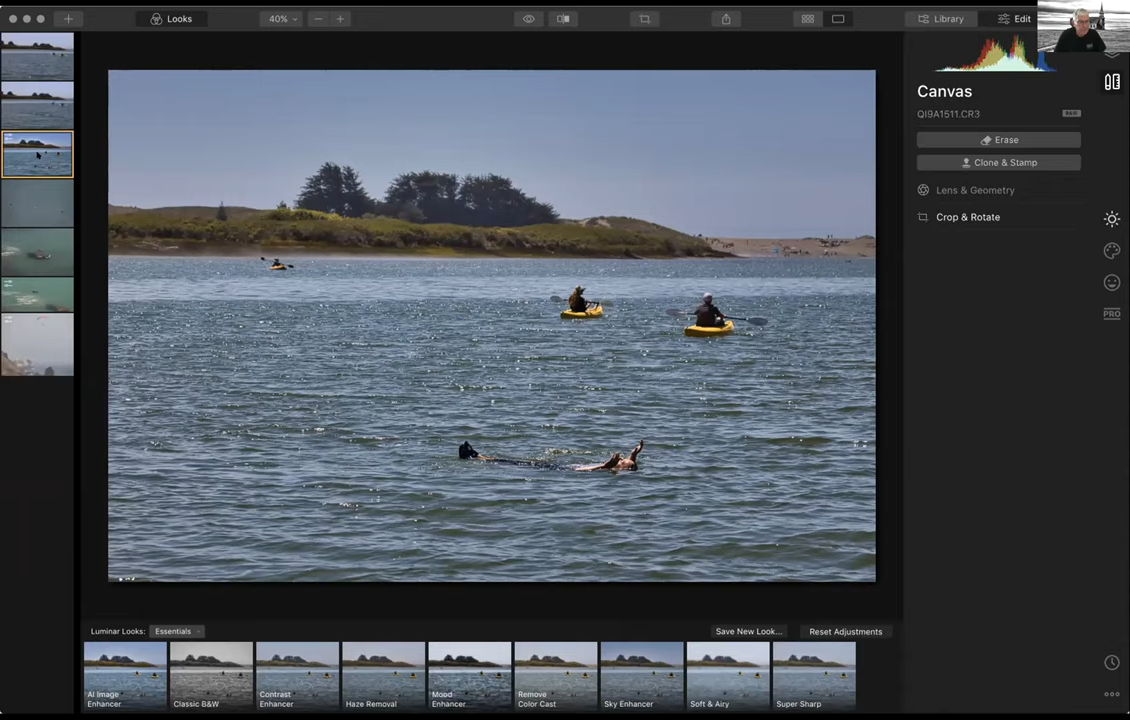 Looks
40%
Library
Edit
Canvas
QI9A1511.CR3
RAW
Erase
Clone & Stamp
Lens & Geometry
Crop & Rotate
PRO
Luminar Looks:
Essentials
Save New Look...
Reset Adjustments
AI Image
Enhancer
Classic B&W
Contrast
Enhancer
Haze Removal
Mood
Enhancer
Remove
Color Cast
Sky Enhancer
Soft & Airy
Super Sharp